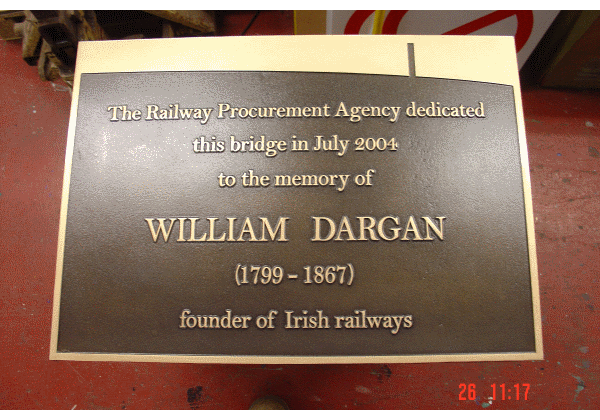 The Railway Procurement Agency dedicated
this bridge in July 2004
to the memory of
WILLIAM DARGAN
(1799 - 1867)
founder of Irish railways
26 11:17